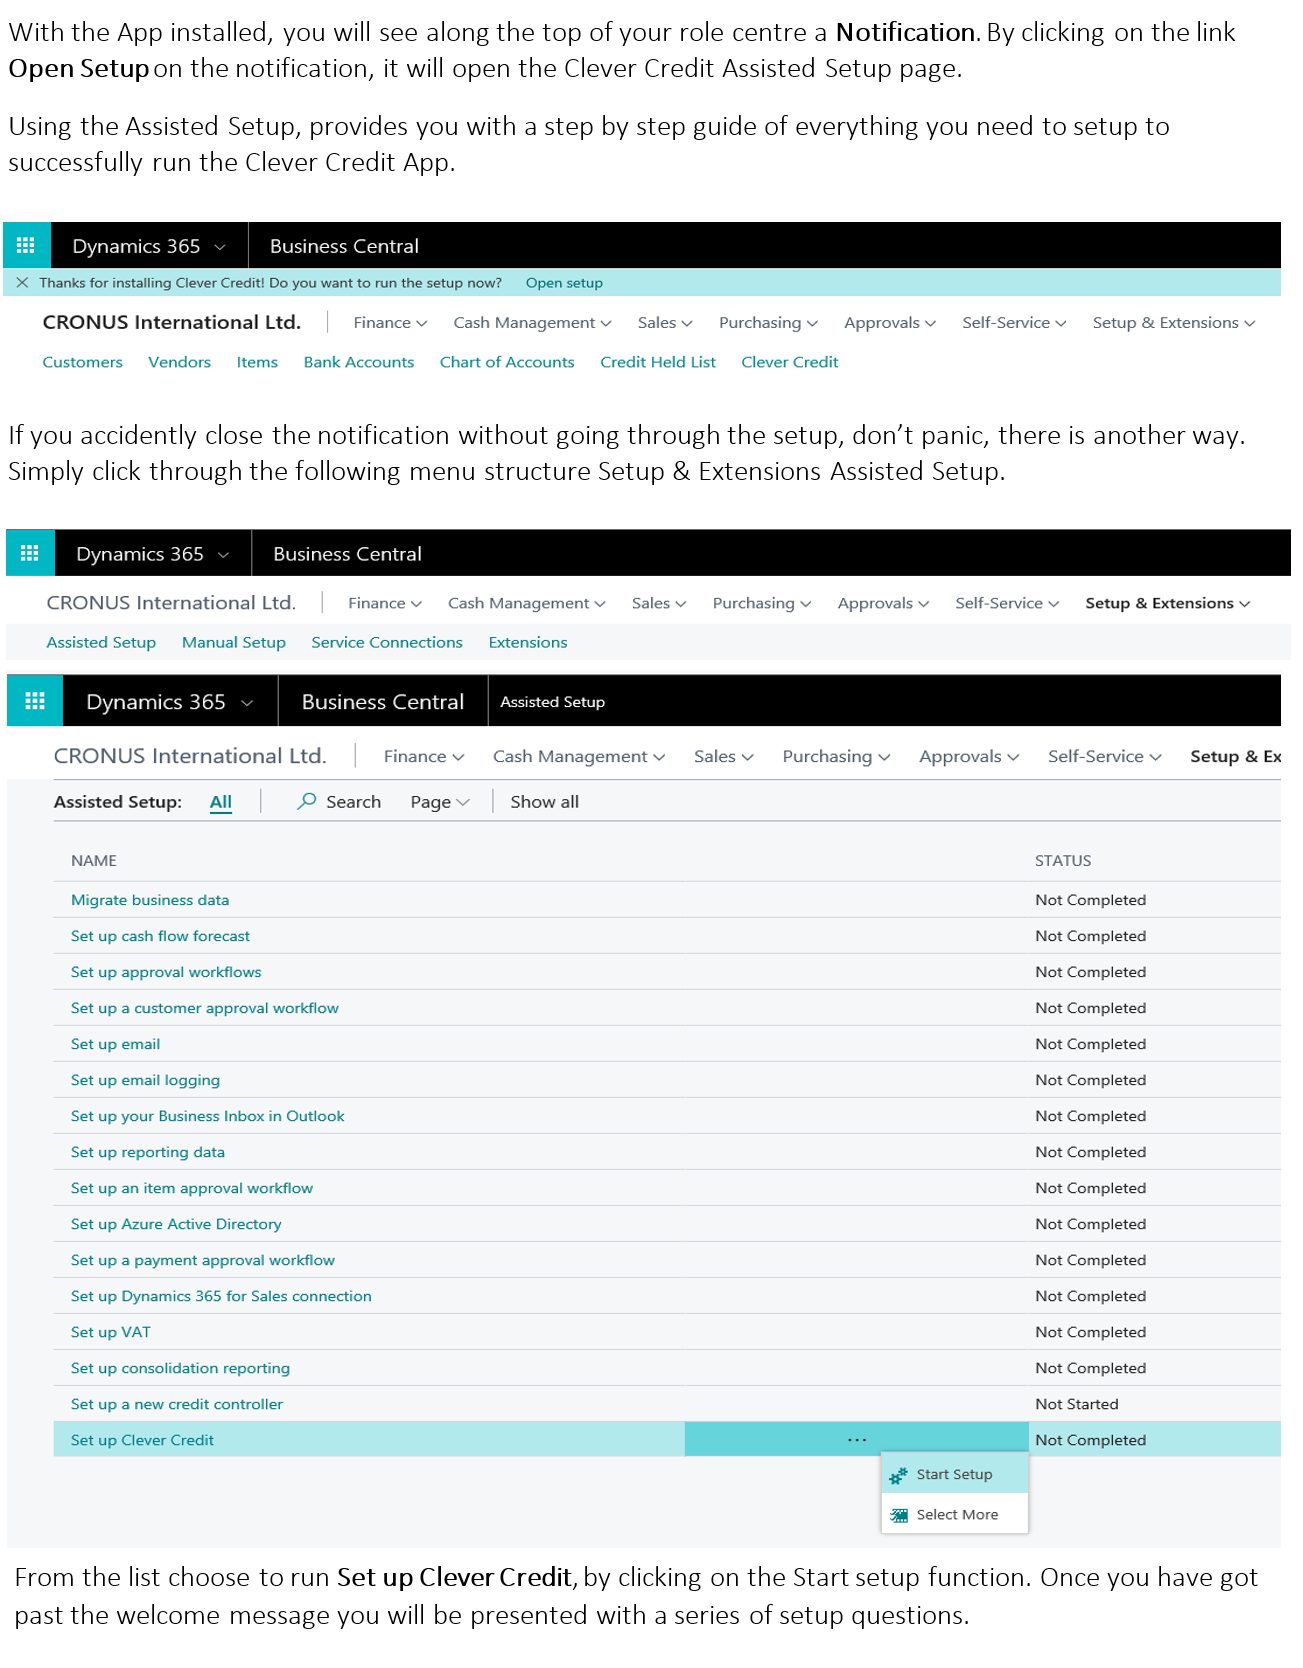 With the App installed, you will see along the top of your role centre a Notification. By clicking on the link
Open Setup on the notification, it will open the Clever Credit Assisted Setup page.
Using the Assisted Setup, provides you with a step by step guide of everything you need to setup to
successfully run the Clever Credit App.
Dynamics 365 Business Central
Thanks for installing Clever Credit! Do you want to run the setup now? Open setup
CRONUS International Ltd. Finance Cash Management Sales Purchasing Approvals Self-Service Setup & Extensions
Customers Vendors Items Bank Accounts Chart of Accounts Credit Held List Clever Credit
If you accidently close the notification without going through the setup, don't panic, there is another way.
Simply click through the following menu structure Setup & Extensions Assisted Setup.
Dynamics 365 Business Central
CRONUS International Ltd. Finance Cash Management Sales Purchasing Approvals Self-Service Setup & Extensions
Assisted Setup Manual Setup Service Connections Extensions
Dynamics 365 Business Central Assisted Setup
CRONUS International Ltd. Finance Cash Management Sales Purchasing Approvals Self-Service Setup & Ex
Assisted Setup: All Search Page Show all
NAME STATUS
Migrate business data Not Completed
Set up cash flow forecast Not Completed
Set up approval workflows Not Completed
Set up a customer approval workflow Not Completed
Set up email Not Completed
Set up email logging Not Completed
Set up your Business Inbox in Outlook Not Completed
Set up reporting data Not Completed
Set up an item approval workflow Not Completed
Set up Azure Active Directory Not Completed
Set up a payment approval workflow Not Completed
Set up Dynamics 365 for Sales connection Not Completed
Set up VAT Not Completed
Set up consolidation reporting Not Completed
Set up a new credit controller Not Started
Set up Clever Credit ... Not Completed
Start Setup
Select More
From the list choose to run Set up Clever Credit, by clicking on the Start setup function. Once you have got
past the welcome message you will be presented with a series of setup questions.